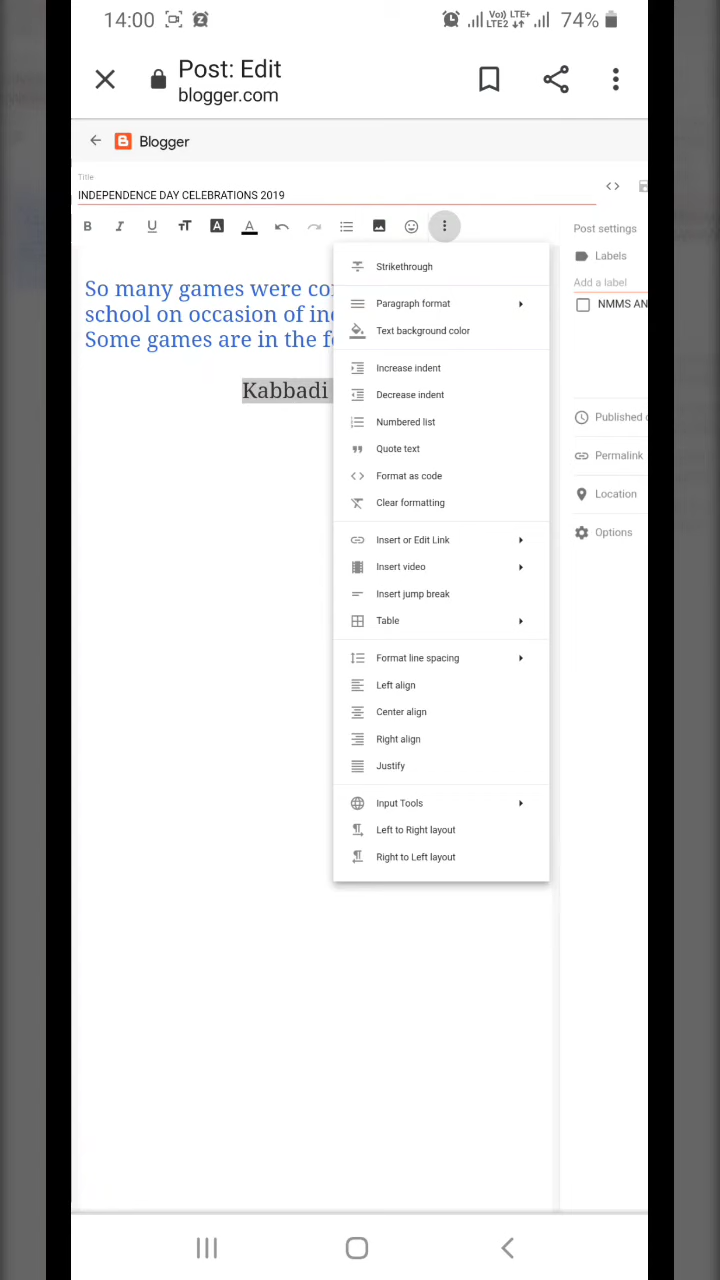 14:00
Vo) LTE+
LTE2
74%
Post: Edit
blogger.com
Blogger
Title
INDEPENDENCE DAY CELEBRATIONS 2019
B I U TT A A
Post settings
Labels
Add a label
NMMS AN
Published
Permalink
Location
Options
So many games were
school on occasion of
Some games are in the
Kabbadi
Strikethrough
Paragraph format
Text background color
Increase indent
Decrease indent
Numbered list
Quote text
Format as code
Clear formatting
Insert or Edit Link
Insert video
Insert jump break
Table
Format line spacing
Left align
Center align
Right align
Justify
Input Tools
Left to Right layout
Right to Left layout